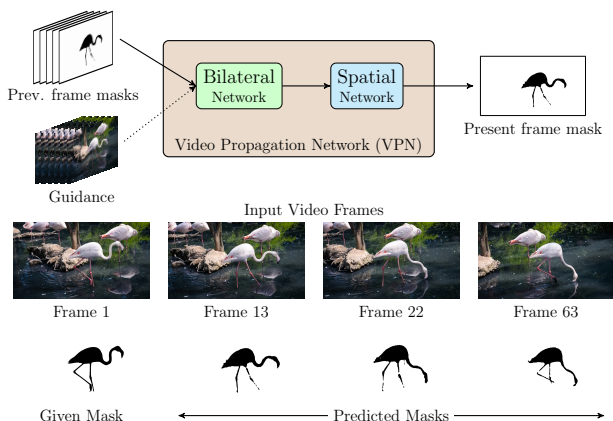 Prev. frame masks
Guidance
Bilateral
Network
Spatial
Network
Video Propagation Network (VPN)
Present frame mask
Input Video Frames
Frame 1
Frame 13
Frame 22
Frame 63
Given Mask
Predicted Masks